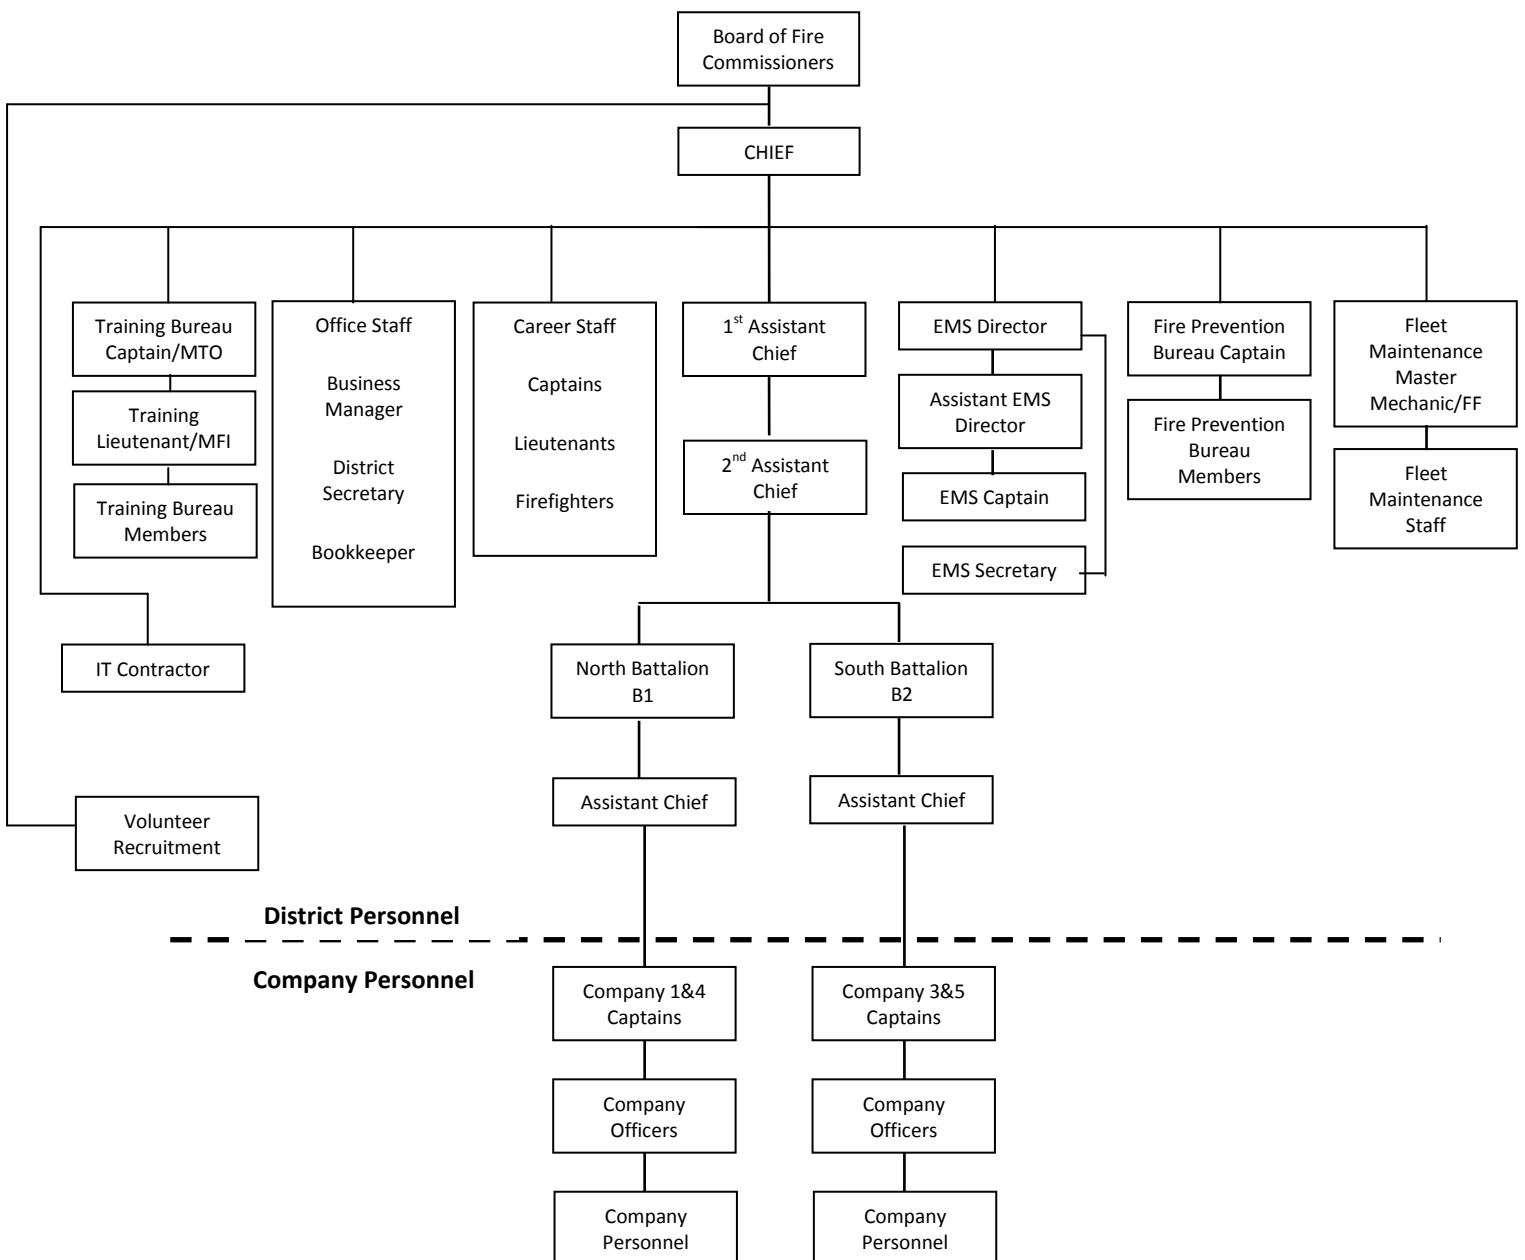 Board of Fire
Commissioners
CHIEF
Training Bureau
Captain/MTO
Training
Lieutenant/MFI
Training Bureau
Members
Office Staff
Business
Manager
District
Secretary
Bookkeeper
Career Staff
Captains
Lieutenants
Firefighters
1st Assistant
Chief
2nd Assistant
Chief
EMS Director
Assistant EMS
Director
EMS Captain
EMS Secretary
Fire Prevention
Bureau Captain
Fire Prevention
Bureau
Members
Fleet
Maintenance
Master
Mechanic/FF
Fleet
Maintenance
Staff
IT Contractor
North Battalion
B1
South Battalion
B2
Assistant Chief
Assistant Chief
Volunteer
Recruitment
District Personnel
Company Personnel
Company 1&4
Captains
Company 3&5
Captains
Company
Officers
Company
Officers
Company
Personnel
Company
Personnel